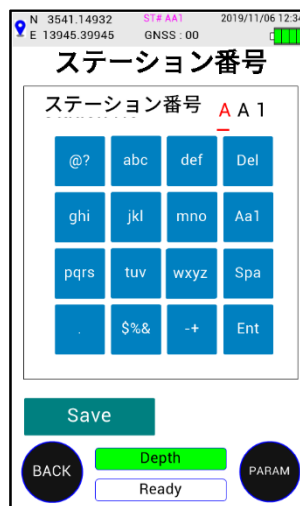 N 3541.14932 ST# AA1 2019/11/06 12:34
E 13945.39945 GNSS : 00
ステーション番号
ステーション番号 A A 1
@? abc def Del
ghi jkl mno Aa1
pqrs tuv wxyz Spa
. $%& -+ Ent
Save
Depth
BACK PARAM
Ready